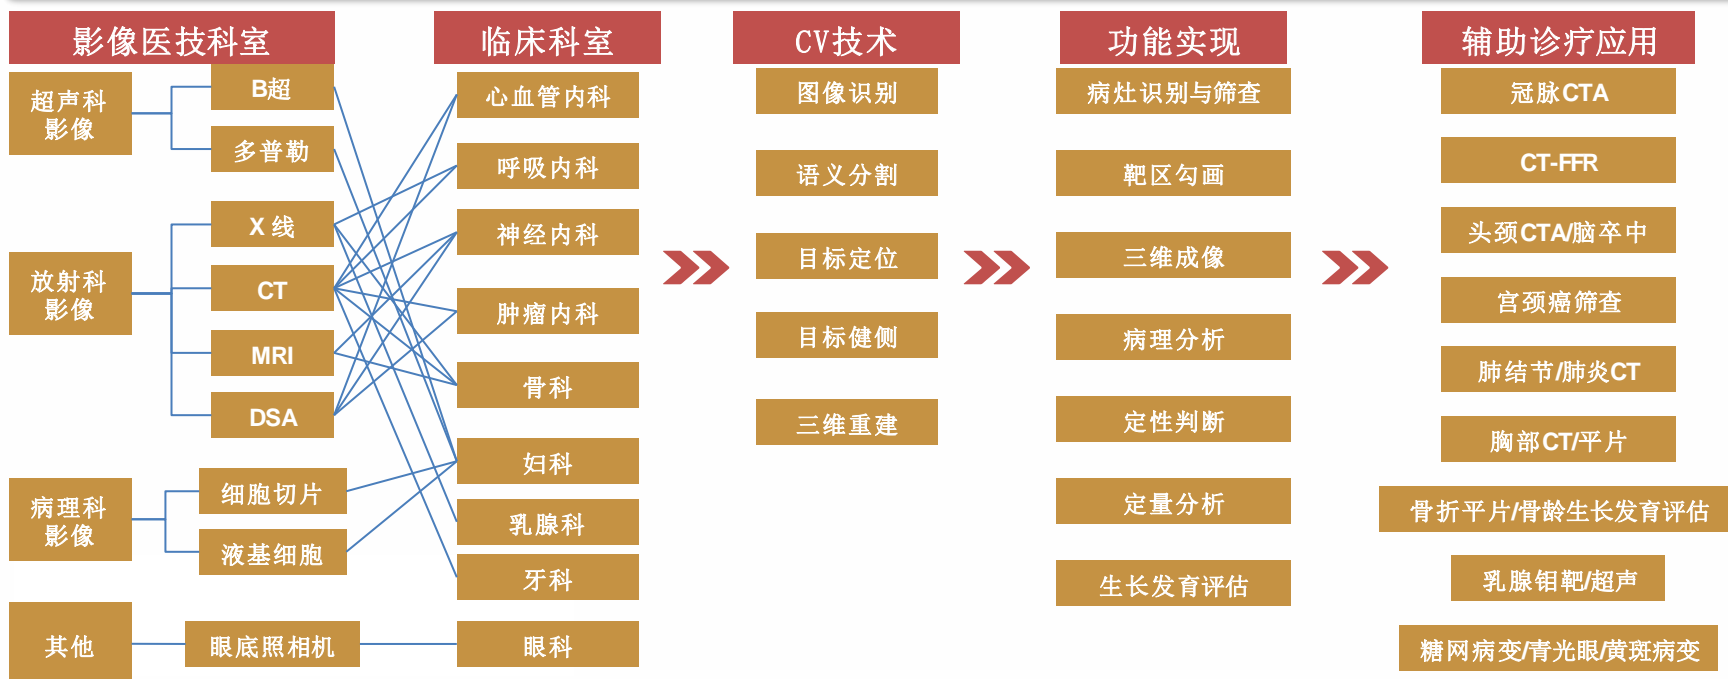 影像医技科室
临床科室
CV技术
功能实现
辅助诊疗应用
超声科
影像
B超
多普勒
放射科
影像
X 线
CT
MRI
DSA
病理科
影像
细胞切片
液基细胞
其他
眼底照相机
心血管内科
呼吸内科
神经内科
肿瘤内科
骨科
妇科
乳腺科
牙科
眼科
图像识别
语义分割
目标定位
目标健侧
三维重建
病灶识别与筛查
靶区勾画
三维成像
病理分析
定性判断
定量分析
生长发育评估
冠脉CTA
CT-FFR
头颈CTA/脑卒中
宫颈癌筛查
肺结节/肺炎CT
胸部CT/平片
骨折平片/骨龄生长发育评估
乳腺钼靶/超声
糖网病变/青光眼/黄斑病变